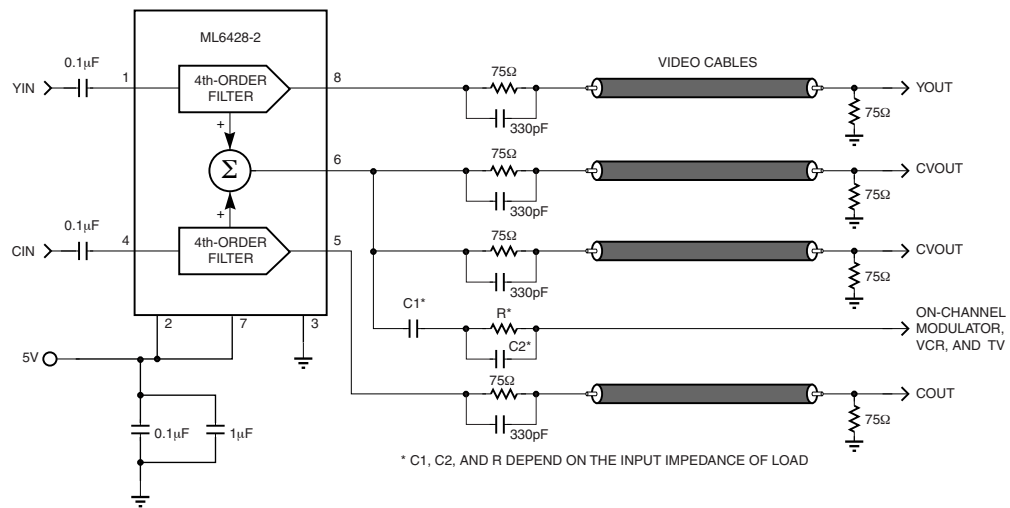 ML6428-2
0.1μF
YIN
1
4th-ORDER
FILTER
8
75Ω
330pF
VIDEO CABLES
YOUT
75Ω
+
Σ
6
75Ω
330pF
CVOUT
75Ω
+
0.1μF
CIN
4
4th-ORDER
FILTER
5
75Ω
330pF
CVOUT
75Ω
C1*
R*
C2*
ON-CHANNEL
MODULATOR,
VCR, AND TV
2
7
3
5V
75Ω
330pF
COUT
75Ω
0.1μF
1μF
* C1, C2, AND R DEPEND ON THE INPUT IMPEDANCE OF LOAD